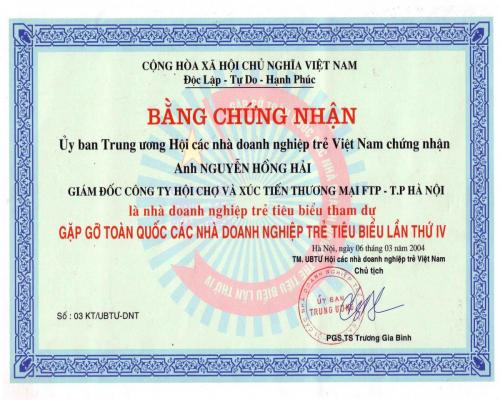 CỘNG HÒA XÃ HỘI CHỦ NGHĨA VIỆT NAM
Độc Lập - Tự Do - Hạnh Phúc
BẰNG CHỨNG NHẬN
Ủy ban Trung ương Hội các nhà doanh nghiệp trẻ Việt Nam chứng nhận
Anh NGUYỄN HỒNG HẢI
GIÁM ĐỐC CÔNG TY HỘI CHỢ VÀ XÚC TIẾN THƯƠNG MẠI FTP - T.P HÀ NỘI
là nhà doanh nghiệp trẻ tiêu biểu tham dự
GẶP GỠ TOÀN QUỐC CÁC NHÀ DOANH NGHIỆP TRẺ TIÊU BIỂU LẦN THỨ IV
Hà Nội, ngày 06 tháng 03 năm 2004
TM. UBTƯ Hội các nhà doanh nghiệp trẻ Việt Nam
Chủ tịch
ỦY BAN
TRUNG ƯƠNG
Số : 03 KT/UBTƯ-DNT
PGS.TS Trương Gia Bình